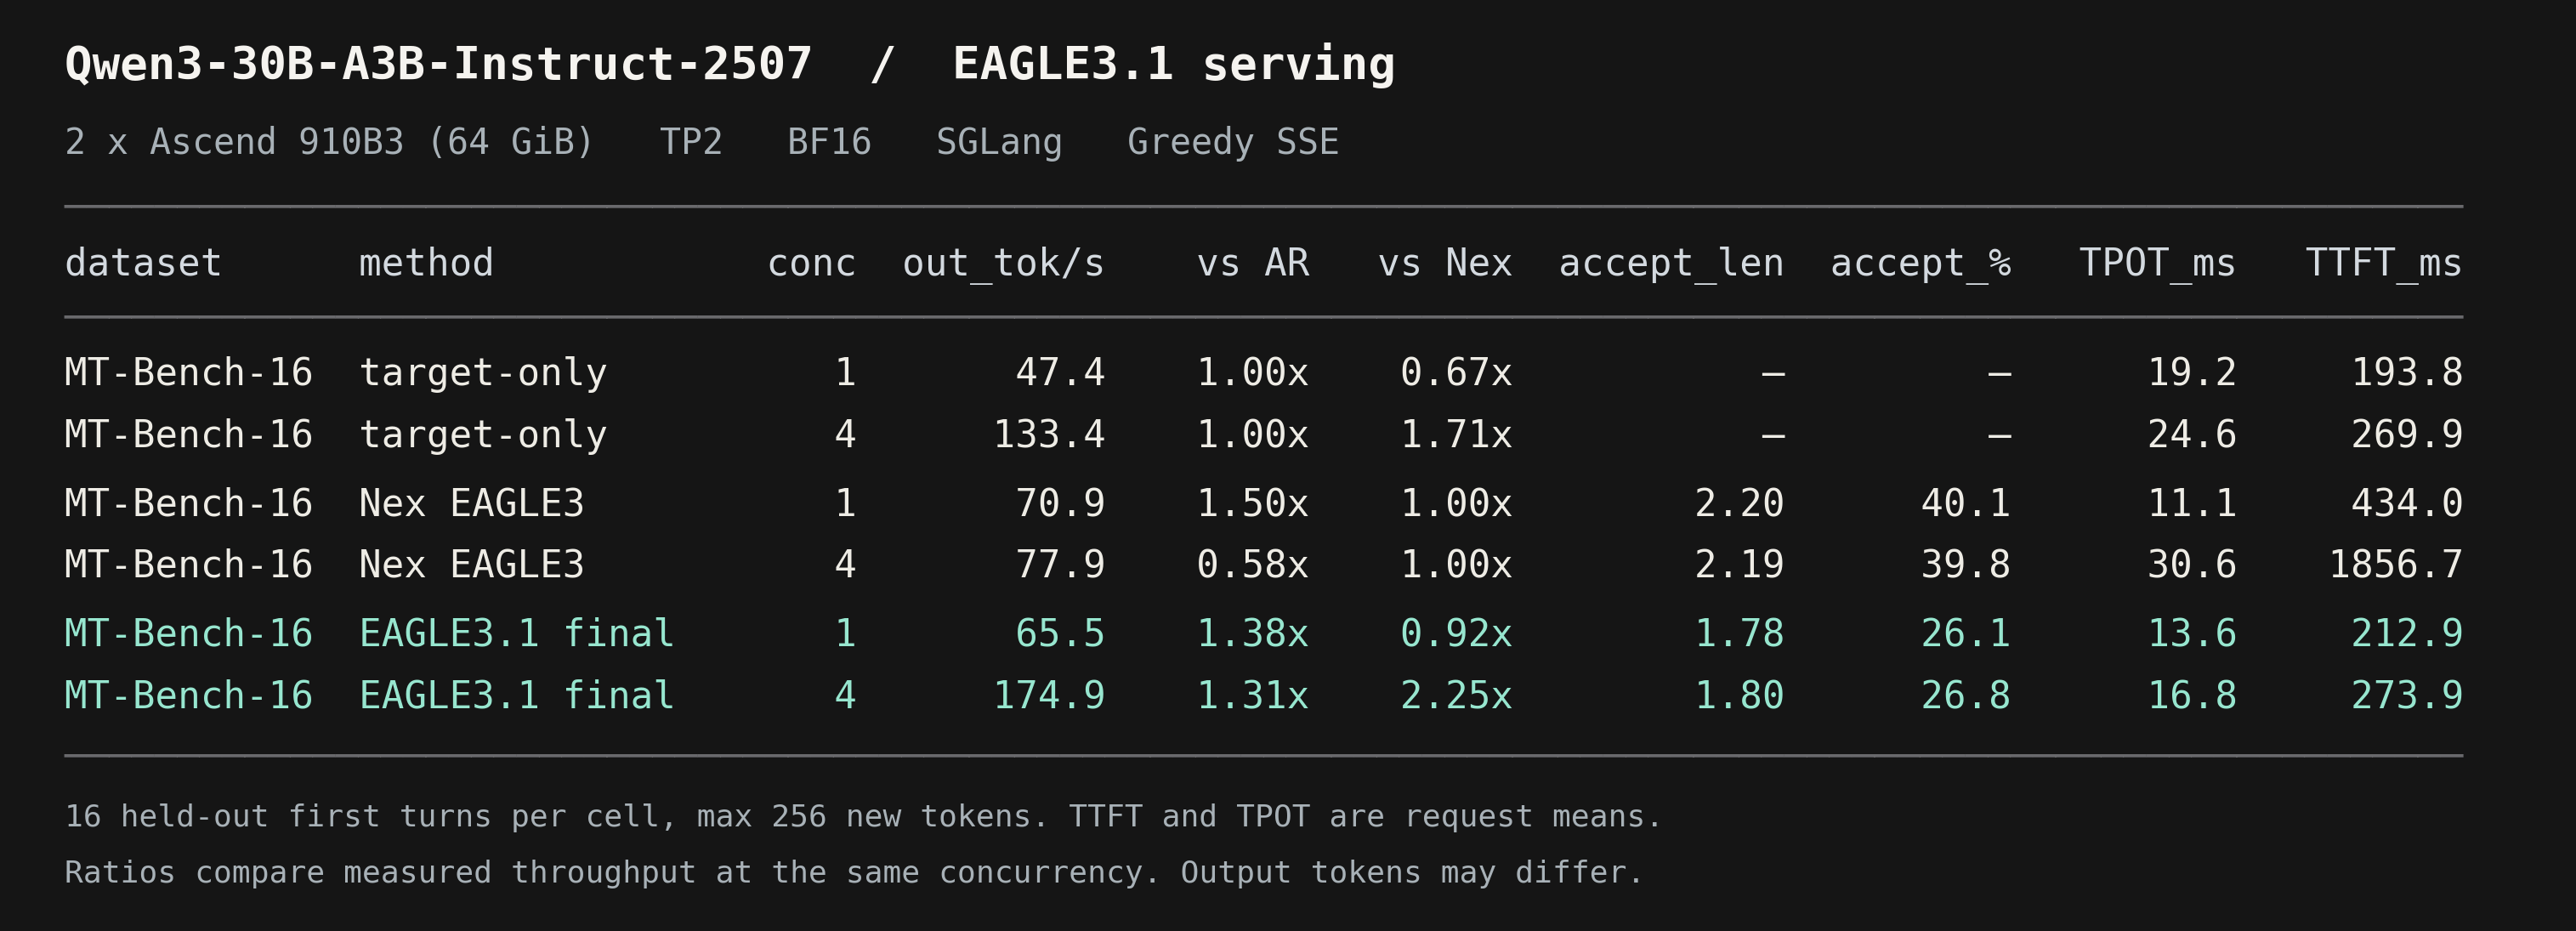 Qwen3-30B-A3B-Instruct-2507 / EAGLE3.1 serving
2 x Ascend 910B3 (64 GiB) TP2 BF16 SGLang Greedy SSE
dataset method conc out_tok/s vs AR vs Nex accept_len accept_% TPOT_ms TTFT_ms
MT-Bench-16 target-only 1 47.4 1.00x 0.67x — — 19.2 193.8
MT-Bench-16 target-only 4 133.4 1.00x 1.71x — — 24.6 269.9
MT-Bench-16 Nex EAGLE3 1 70.9 1.50x 1.00x 2.20 40.1 11.1 434.0
MT-Bench-16 Nex EAGLE3 4 77.9 0.58x 1.00x 2.19 39.8 30.6 1856.7
MT-Bench-16 EAGLE3.1 final 1 65.5 1.38x 0.92x 1.78 26.1 13.6 212.9
MT-Bench-16 EAGLE3.1 final 4 174.9 1.31x 2.25x 1.80 26.8 16.8 273.9
16 held-out first turns per cell, max 256 new tokens. TTFT and TPOT are request means.
Ratios compare measured throughput at the same concurrency. Output tokens may differ.